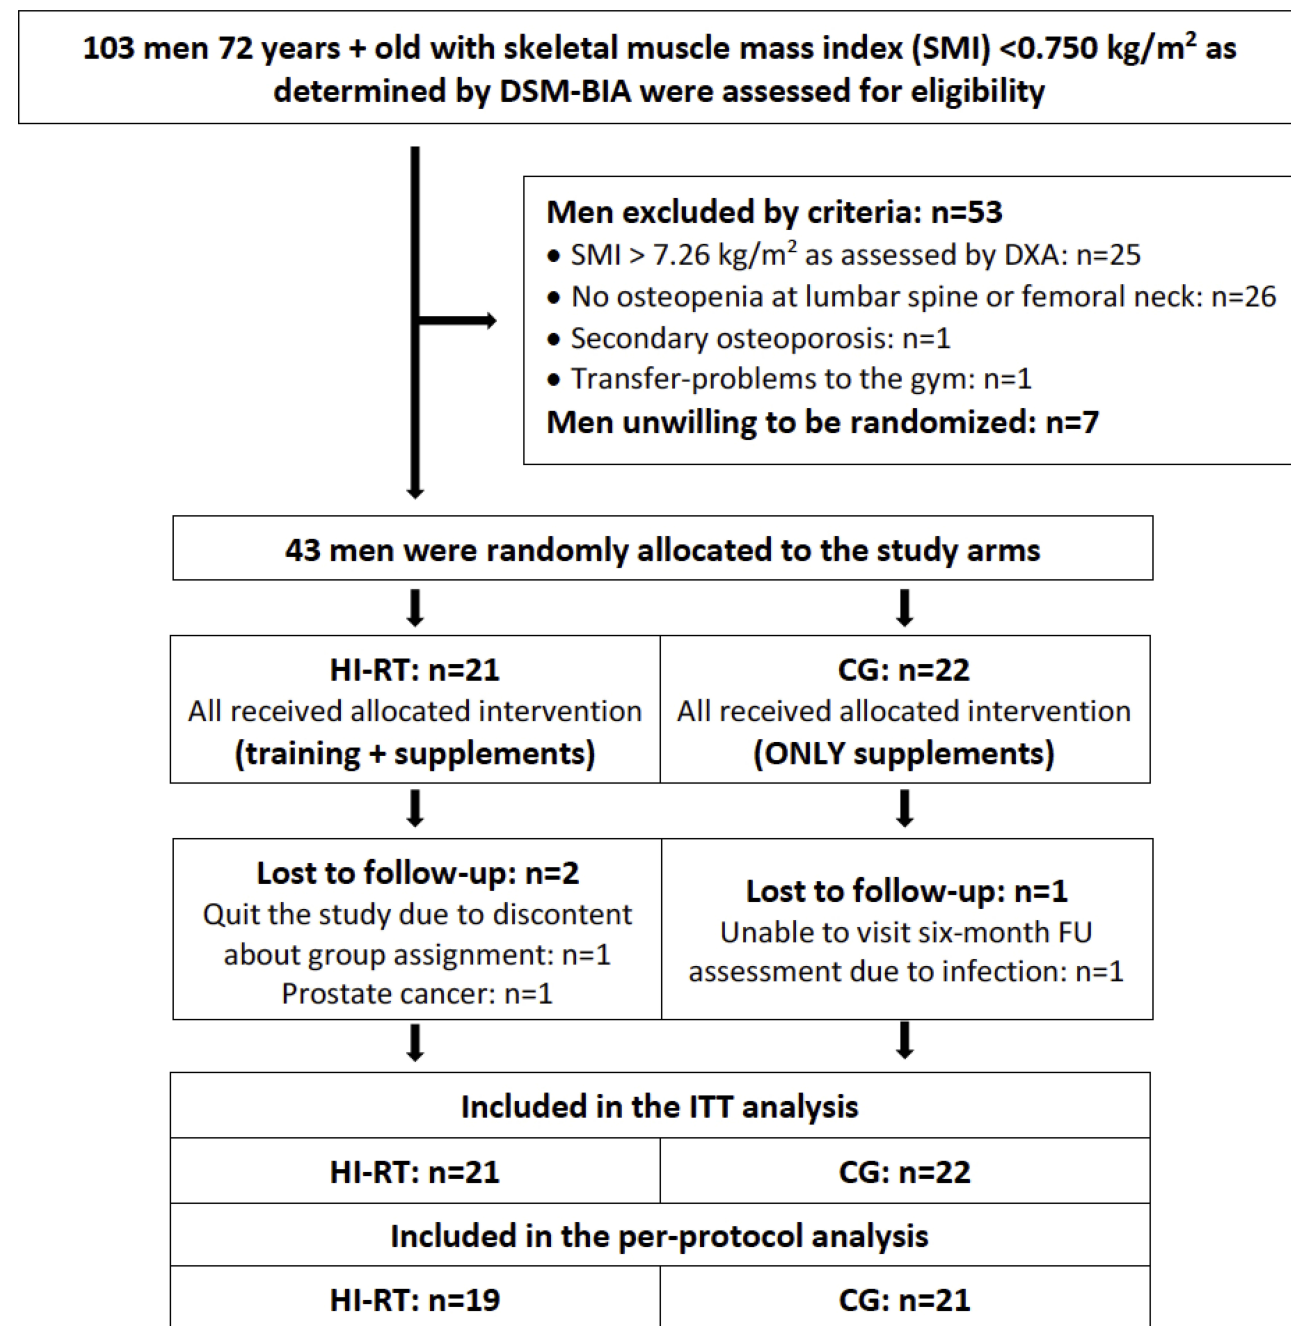 103 men 72 years + old with skeletal muscle mass index (SMI) <0.750 kg/m² as
determined by DSM-BIA were assessed for eligibility
Men excluded by criteria: n=53
• SMI > 7.26 kg/m² as assessed by DXA: n=25
• No osteopenia at lumbar spine or femoral neck: n=26
• Secondary osteoporosis: n=1
• Transfer-problems to the gym: n=1
Men unwilling to be randomized: n=7
43 men were randomly allocated to the study arms
HI-RT: n=21
All received allocated intervention
(training + supplements)
CG: n=22
All received allocated intervention
(ONLY supplements)
Lost to follow-up: n=2
Quit the study due to discontent
about group assignment: n=1
Prostate cancer: n=1
Lost to follow-up: n=1
Unable to visit six-month FU
assessment due to infection: n=1
Included in the ITT analysis
HI-RT: n=21
CG: n=22
Included in the per-protocol analysis
HI-RT: n=19
CG: n=21